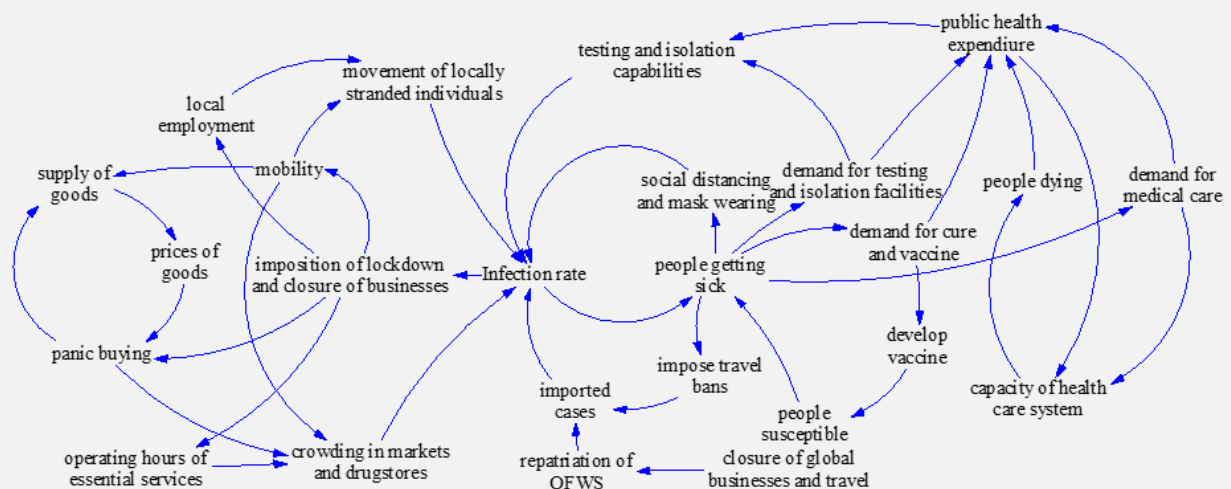 public health
expendiure
testing and isolation
capabilities
movement of locally
stranded individuals
local
employment
mobility
supply of
goods
social distancing
and mask wearing
demand for testing
and isolation facilities
people dying
demand for
medical care
demand for cure
and vaccine
prices of
goods
imposition of lockdown
and closure of businesses
Infection rate
people getting
sick
panic buying
develop
vaccine
impose travel
bans
imported
cases
capacity of health
care system
people
susceptible
operating hours of
essential services
crowding in markets
and drugstores
repatriation of
OFWS
closure of global
businesses and travel